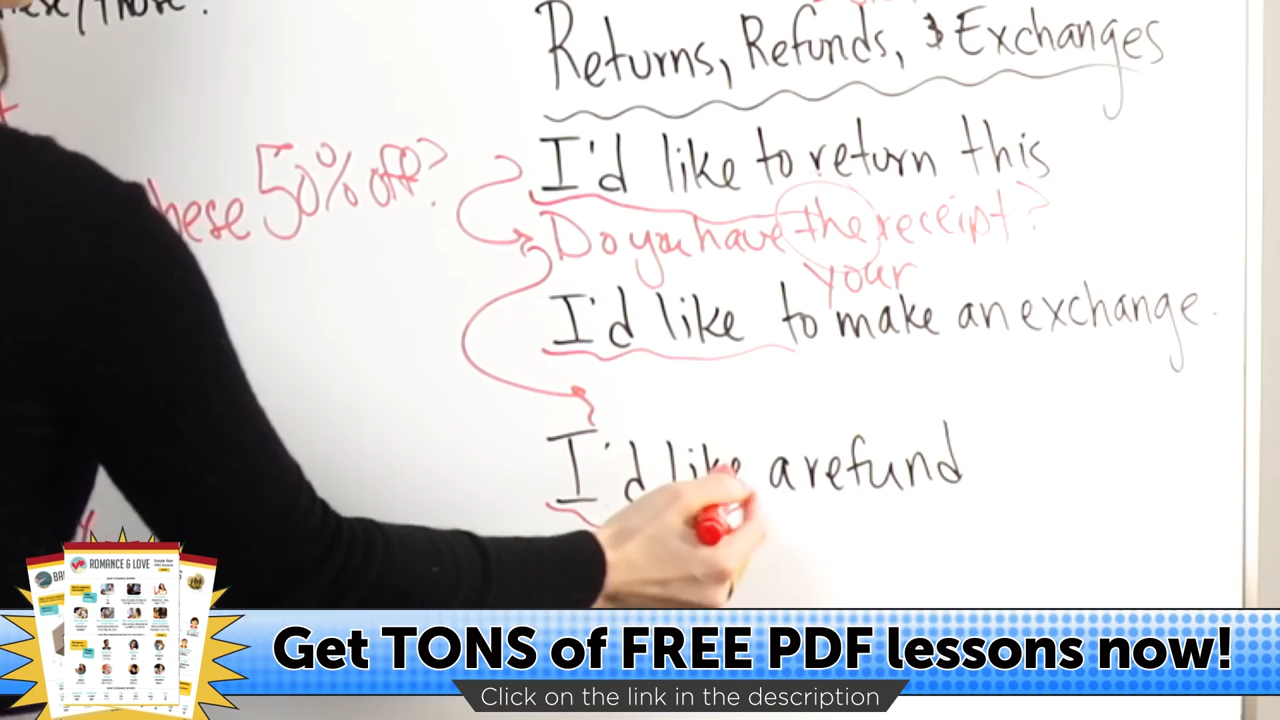 these/those?
Returns, Refunds, & Exchanges
I'd like to return this
these 50% off?
Do you have the receipt?
your
I'd like to make an exchange.
I'd like a refund
ROMANCE & LOVE
Get TONS of FREE PDF lessons now!
Click on the link in the description